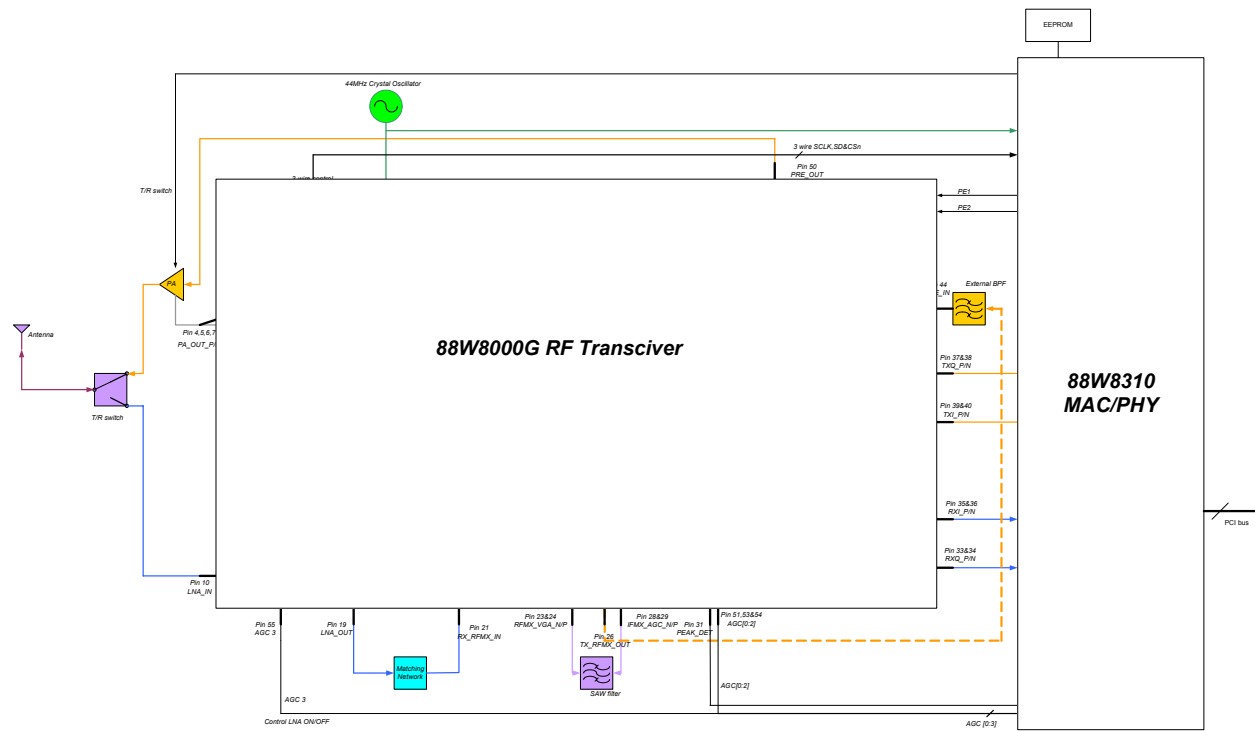 EEPROM
44MHz Crystal Oscillator
3 wire SCLK,SD&CSn
Pin 50
PRE_OUT
T/R switch
PE1
PE2
PA
External BPF
44
Pin 4,5,6,7
PA_OUT_P/
Antenna
88W8000G RF Transciver
Pin 37&38
TXQ_P/N
88W8310
MAC/PHY
Pin 39&40
TXI_P/N
T/R switch
Pin 35&36
RXI_P/N
PCI bus
Pin 33&34
RXQ_P/N
Pin 10
LNA_IN
Pin 55
AGC 3
Pin 19
LNA_OUT
Pin 21
RX_RFMX_IN
Pin 23&24
RFMX_VGA_N/P
Pin 26
TX_RFMX_OUT
Pin 28&29
IFMX_AGC_N/P
Pin 31
PEAK_DET
Pin 51,53&54
AGC[0:2]
Matching
Network
SAW filter
AGC[0:2]
AGC 3
Control LNA ON/OFF
AGC [0:3]